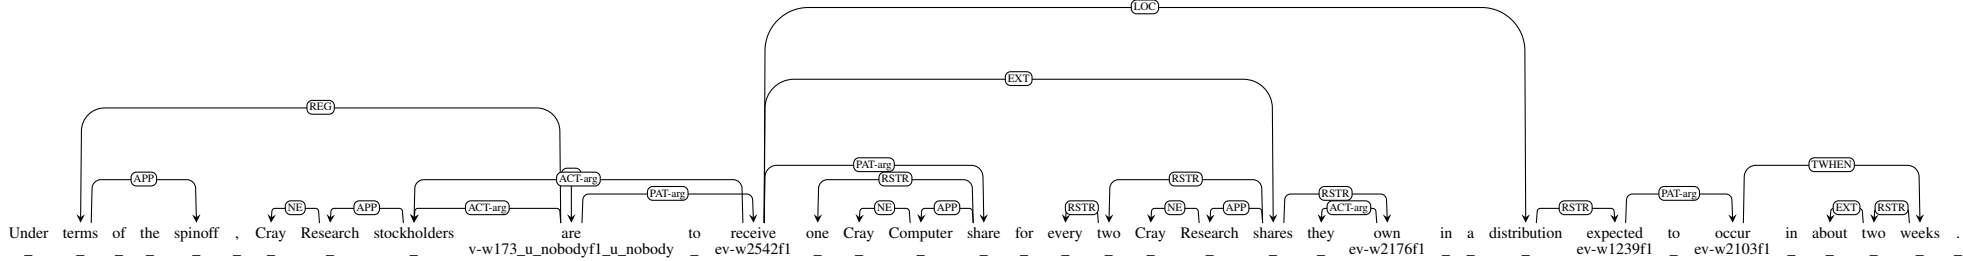 LOC
EXT
REG
PAT-arg TWHEN
APP ACT-arg RSTR RSTR
PAT-arg RSTR PAT-arg
NE APP ACT-arg NE APP RSTR NE APP ACT-arg RSTR EXT RSTR
Under terms of the spinoff , Cray Research stockholders are to receive one Cray Computer share for every two Cray Research shares they own in a distribution expected to occur in about two weeks .
_ _ _ _ _ _ _ _ _ v-w173_u_nobodyf1_u_nobody _ ev-w2542f1 _ _ _ _ _ _ _ _ _ _ _ ev-w2176f1 _ _ _ ev-w1239f1 _ ev-w2103f1 _ _ _ _ _